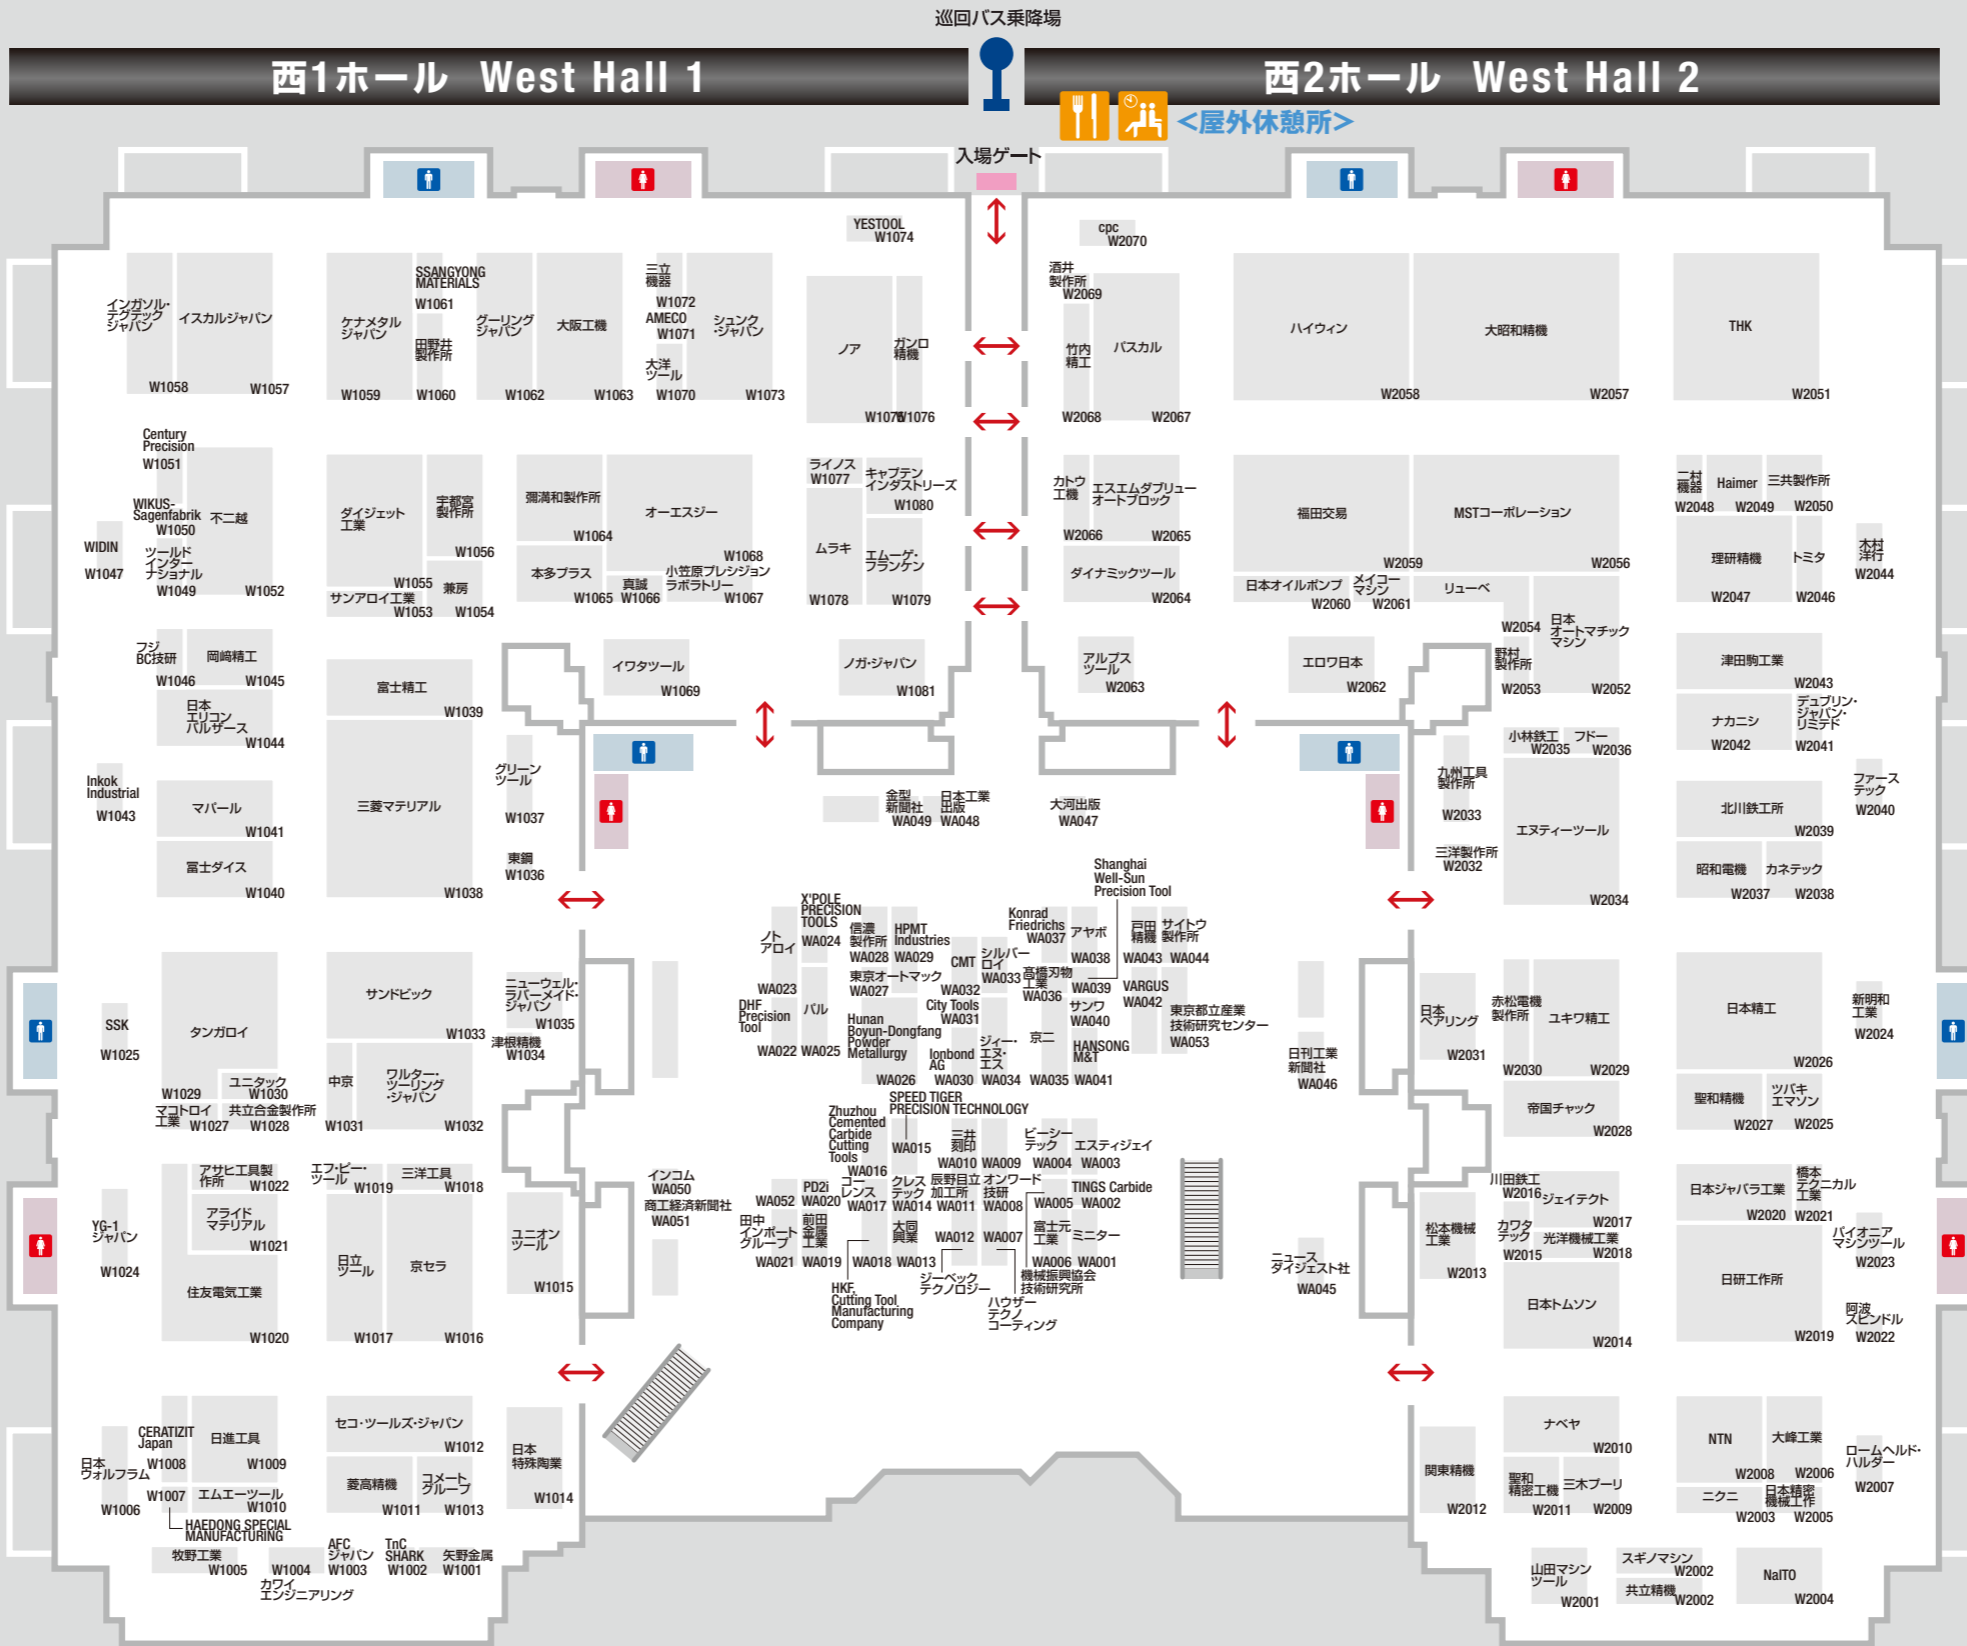 巡回バス乗降場
西1ホール West Hall 1
西2ホール West Hall 2
<屋外休憩所>
入場ゲート
YESTOOL
W1074
インガソル・
テグテック
ジャパン
W1058
イスカルジャパン
W1057
ケナメタル
ジャパン
W1059
SSANGYONG
MATERIALS
W1061
田野井
製作所
W1060
グーリング
ジャパン
W1062
大阪工機
W1063
三立
機器
W1072
AMECO
W1071
大洋
ツール
W1070
シュンク
・ジャパン
W1073
ノア
W1075
ガンロ
精機
W1076
Century
Precision
W1051
WIKUS-
Sagenfabrik
W1050
ツールド
インター
ナショナル
W1049
不二越
W1052
WIDIN
W1047
ダイジェット
工業
W1055
宇都宮
製作所
W1056
サンアロイ工業
W1053
兼房
W1054
彌満和製作所
W1064
オーエスジー
W1068
本多プラス
W1065
真誠
W1066
小笠原プレシジョン
ラボラトリー
W1067
ライノス
W1077
キャプテン
インダストリーズ
W1080
ムラキ
W1078
エムーゲ・
フランケン
W1079
フジ
BC技研
W1046
岡﨑精工
W1045
日本
エリコン
バルザース
W1044
富士精工
W1039
イワタツール
W1069
ノガ・ジャパン
W1081
Inkok
Industrial
W1043
マパール
W1041
富士ダイス
W1040
三菱マテリアル
W1038
グリーン
ツール
W1037
東鋼
W1036
SSK
W1025
タンガロイ
W1029
ユニタック
W1030
マコトロイ
工業
W1027
共立合金製作所
W1028
サンドビック
W1033
中京
W1031
ワルター・
ツーリング
・ジャパン
W1032
ニューウェル・
ラバーメイド・
ジャパン
W1035
津根精機
W1034
アサヒ工具製
作所
W1022
アライド
マテリアル
W1021
YG-1
ジャパン
W1024
住友電気工業
W1020
エフ・ピー・
ツール
W1019
三洋工具
W1018
日立
ツール
W1017
京セラ
W1016
ユニオン
ツール
W1015
CERATIZIT
Japan
W1008
日進工具
W1009
日本
ウォルフラム
W1006
W1007
エムエーツール
W1010
HAEDONG SPECIAL
MANUFACTURING
セコ・ツールズ・ジャパン
W1012
菱高精機
W1011
コメート
グループ
W1013
日本
特殊陶業
W1014
牧野工業
W1005
W1004
カワイ
エンジニアリング
AFC
ジャパン
W1003
TnC
SHARK
W1002
矢野金属
W1001
金型
新聞社
WA049
日本工業
出版
WA048
大河出版
WA047
Shanghai
Well-Sun
Precision Tool
ノト
アロイ
WA023
X'POLE
PRECISION
TOOLS
WA024
信濃
製作所
WA028
HPMT
Industries
WA029
東京オートマック
WA027
CMT
WA032
シルバー
ロイ
WA033
Konrad
Friedrichs
WA037
アヤボ
WA038
髙橋刃物
工業
WA036
WA039
戸田
精機
WA043
サイトウ
製作所
WA044
VARGUS
WA042
東京都立産業
技術研究センター
WA053
DHF
Precision
Tool
WA022
バル
WA025
Hunan
Boyun-Dongfang
Powder
Metallurgy
WA026
City Tools
WA031
Ionbond
AG
WA030
ジィー・
エヌ・
エス
WA034
京二
WA035
サンワ
WA040
HANSONG
M&T
WA041
日刊工業
新聞社
WA046
SPEED TIGER
PRECISION TECHNOLOGY
WA015
Zhuzhou
Cemented
Carbide
Cutting
Tools
WA016
三井
刻印
WA010
WA009
ビーシー
テック
WA004
エスティジェイ
WA003
インコム
WA050
商工経済新聞社
WA051
WA052
PD2i
WA020
ゴー
レンス
WA017
クレス
テック
WA014
辰野目立
加工所
WA011
オンワード
技研
WA008
WA005
TINGS Carbide
WA002
田中
インポート
グループ
WA021
前田
金属
工業
WA019
WA018
大同
興業
WA013
WA012
WA007
富士元
工業
WA006
ミニター
WA001
HKF.
Cutting Tool
Manufacturing
Company
ジーベック
テクノロジー
ハウザー
テクノ
コーティング
機械振興協会
技術研究所
ニュース
ダイジェスト社
WA045
cpc
W2070
酒井
製作所
W2069
竹内
精工
W2068
パスカル
W2067
ハイウィン
W2058
大昭和精機
W2057
THK
W2051
カトウ
工機
W2066
エスエムダブリュー
オートブロック
W2065
ダイナミックツール
W2064
福田交易
W2059
MSTコーポレーション
W2056
日本オイルポンプ
W2060
メイコー
マシン
W2061
リューベ
W2054
日本
オートマチック
マシン
W2052
野村
製作所
W2053
アルプス
ツール
W2063
エロワ日本
W2062
二村
機器
W2048
Haimer
W2049
三共製作所
W2050
理研精機
W2047
トミタ
W2046
木村
洋行
W2044
津田駒工業
W2043
ナカニシ
W2042
デュブリン・
ジャパン・
リミテド
W2041
小林鉄工
W2035
フドー
W2036
九州工具
製作所
W2033
三洋製作所
W2032
エヌティーツール
W2034
北川鉄工所
W2039
昭和電機
W2037
カネテック
W2038
ファース
テック
W2040
日本
ベアリング
W2031
赤松電機
製作所
W2030
ユキワ精工
W2029
帝国チャック
W2028
日本精工
W2026
聖和精機
W2027
ツバキ
エマソン
W2025
新明和
工業
W2024
川田鉄工
W2016
ジェイテクト
W2017
カワタ
テック
W2015
光洋機械工業
W2018
松本機械
工業
W2013
日本トムソン
W2014
日本ジャバラ工業
W2020
橋本
テクニカル
工業
W2021
日研工作所
W2019
パイオニア
マシンツール
W2023
阿波
スピンドル
W2022
関東精機
W2012
ナベヤ
W2010
聖和
精密工機
W2011
三木プーリ
W2009
NTN
W2008
大峰工業
W2006
ニクニ
W2003
日本精密
機械工作
W2005
ロームヘルド・
ハルダー
W2007
山田マシン
ツール
W2001
スギノマシン
W2002
共立精機
W2002
NaITO
W2004